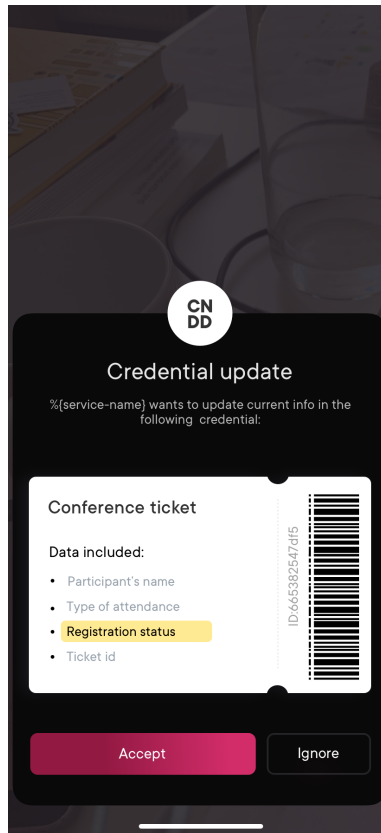 CN
DD
Credential update
%{service-name} wants to update current info in the
following credential:
Conference ticket
Data included:
• Participant's name
• Type of attendance
• Registration status
• Ticket id
ID:665382547df5
Accept
Ignore